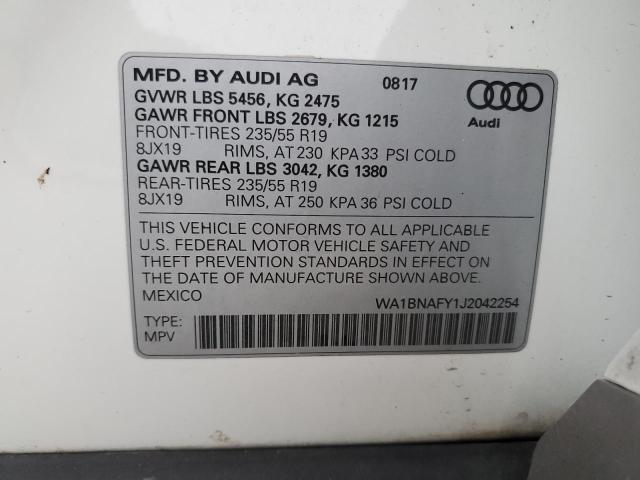 MFD. BY AUDI AG 0817
GVWR LBS 5456, KG 2475
GAWR FRONT LBS 2679, KG 1215
FRONT-TIRES 235/55 R19
8JX19 RIMS, AT 230 KPA 33 PSI COLD
GAWR REAR LBS 3042, KG 1380
REAR-TIRES 235/55 R19
8JX19 RIMS, AT 250 KPA 36 PSI COLD
Audi
THIS VEHICLE CONFORMS TO ALL APPLICABLE
U.S. FEDERAL MOTOR VEHICLE SAFETY AND
THEFT PREVENTION STANDARDS IN EFFECT ON
THE DATE OF MANUFACTURE SHOWN ABOVE.
MEXICO WA1BNAFY1J2042254
TYPE:
MPV